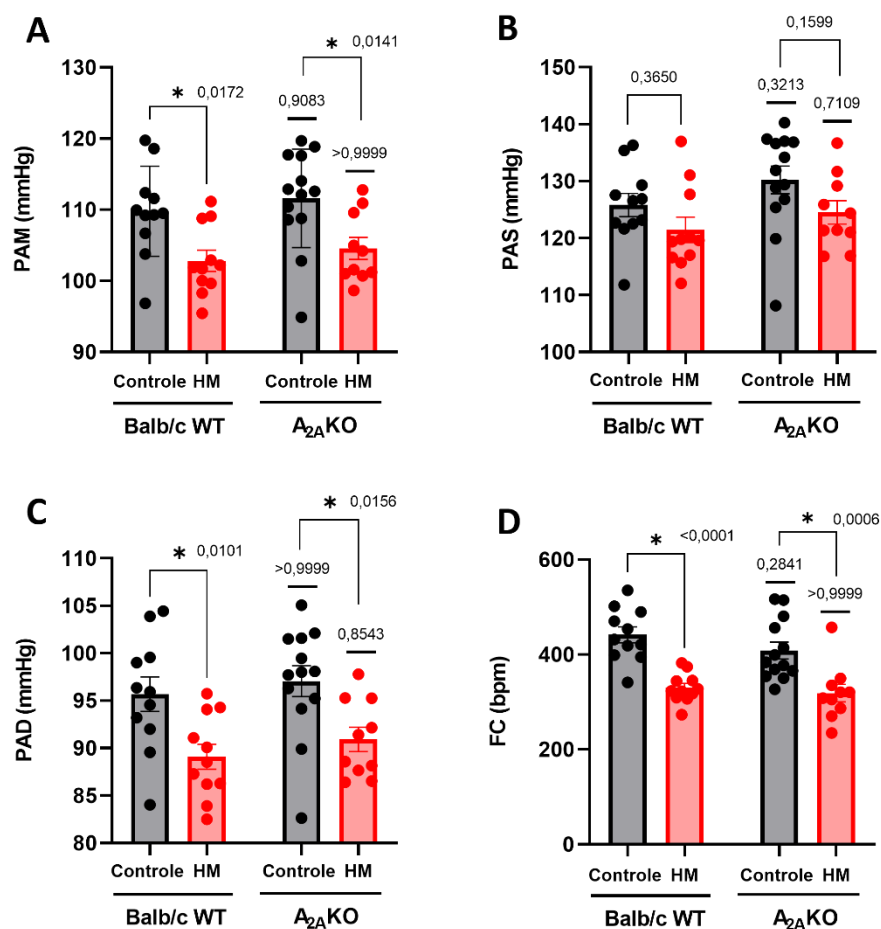 A
* 0,0141
130
* 0,0172
0,9083
120
>0,9999
PAM (mmHg)
110
100
90
Controle HM Controle HM
Balb/c WT A2AKO
B
0,1599
150
0,3650
0,3213
140
0,7109
PAS (mmHg)
130
120
110
100
Controle HM Controle HM
Balb/c WT A2AKO
C
* 0,0156
110
* 0,0101
>0,9999
105
0,8543
100
PAD (mmHg)
95
90
85
80
Controle HM Controle HM
Balb/c WT A2AKO
D
* 0,0006
600
* <0,0001
0,2841
>0,9999
400
FC (bpm)
200
0
Controle HM Controle HM
Balb/c WT A2AKO